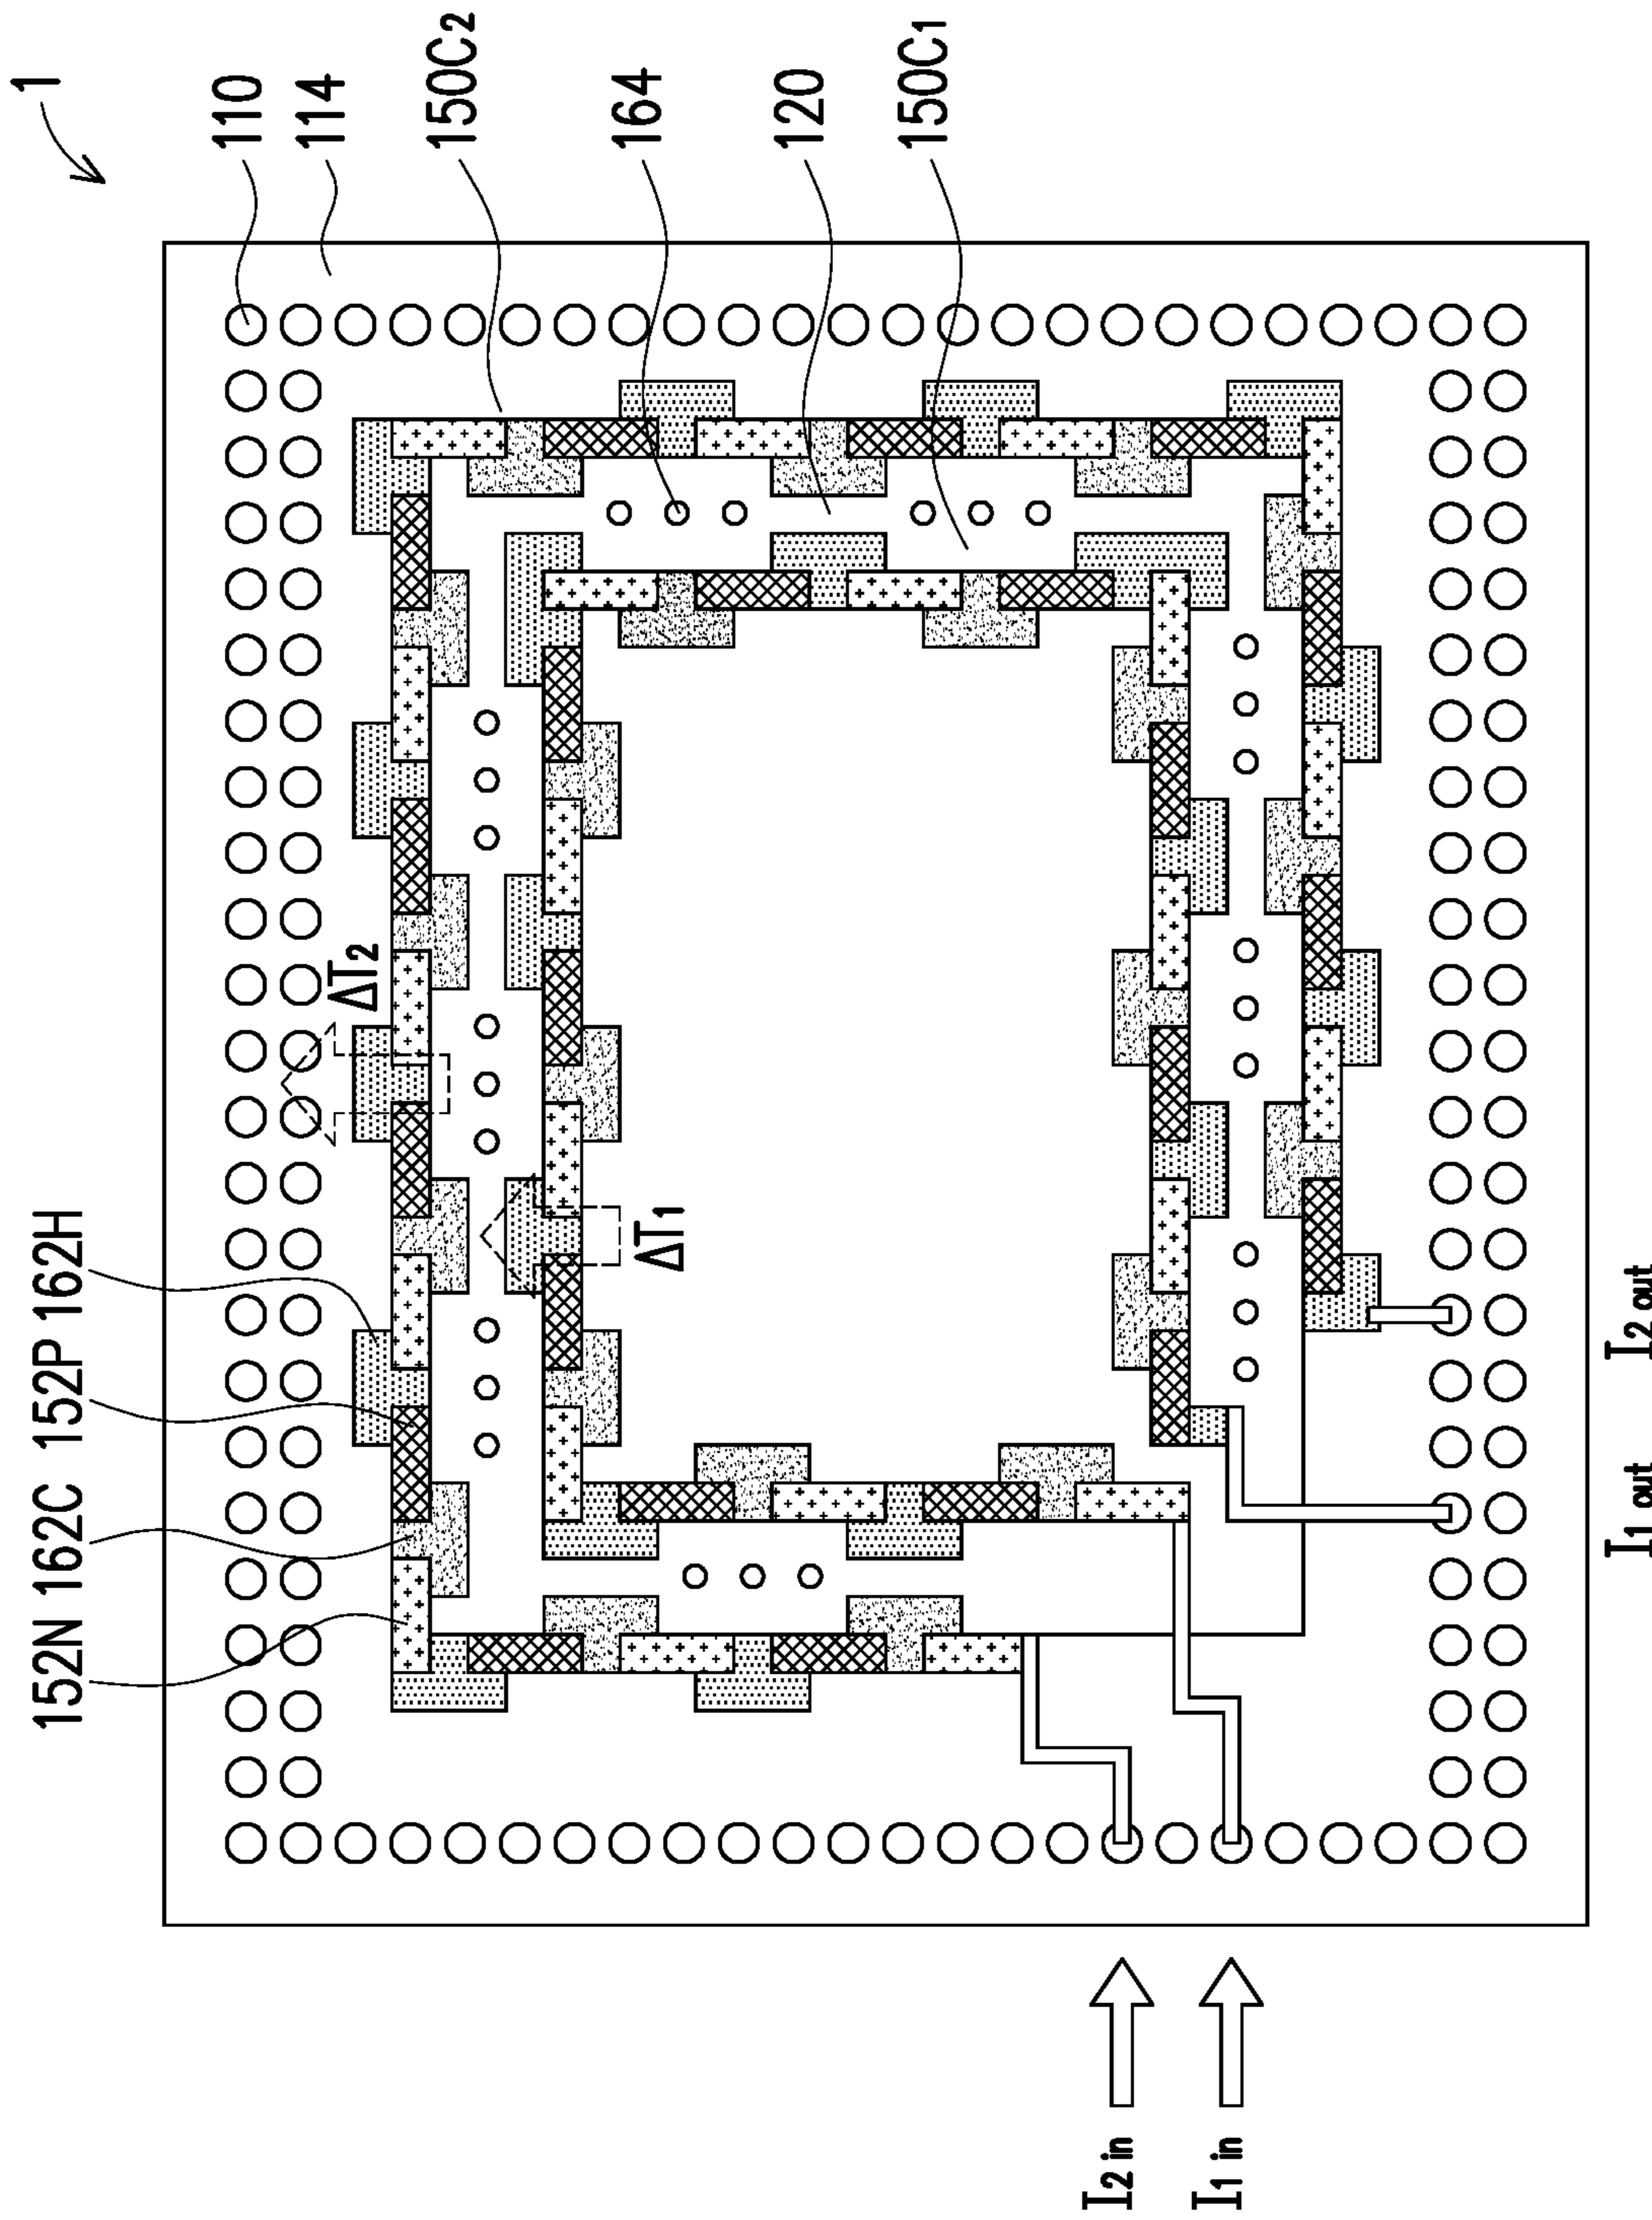 1
110
114
150C₂
164
120
150C₁
152N 162C 152P 162H
ΔT₂
ΔT₁
I₂ in
I₁ in
I₁ out
I₂ out